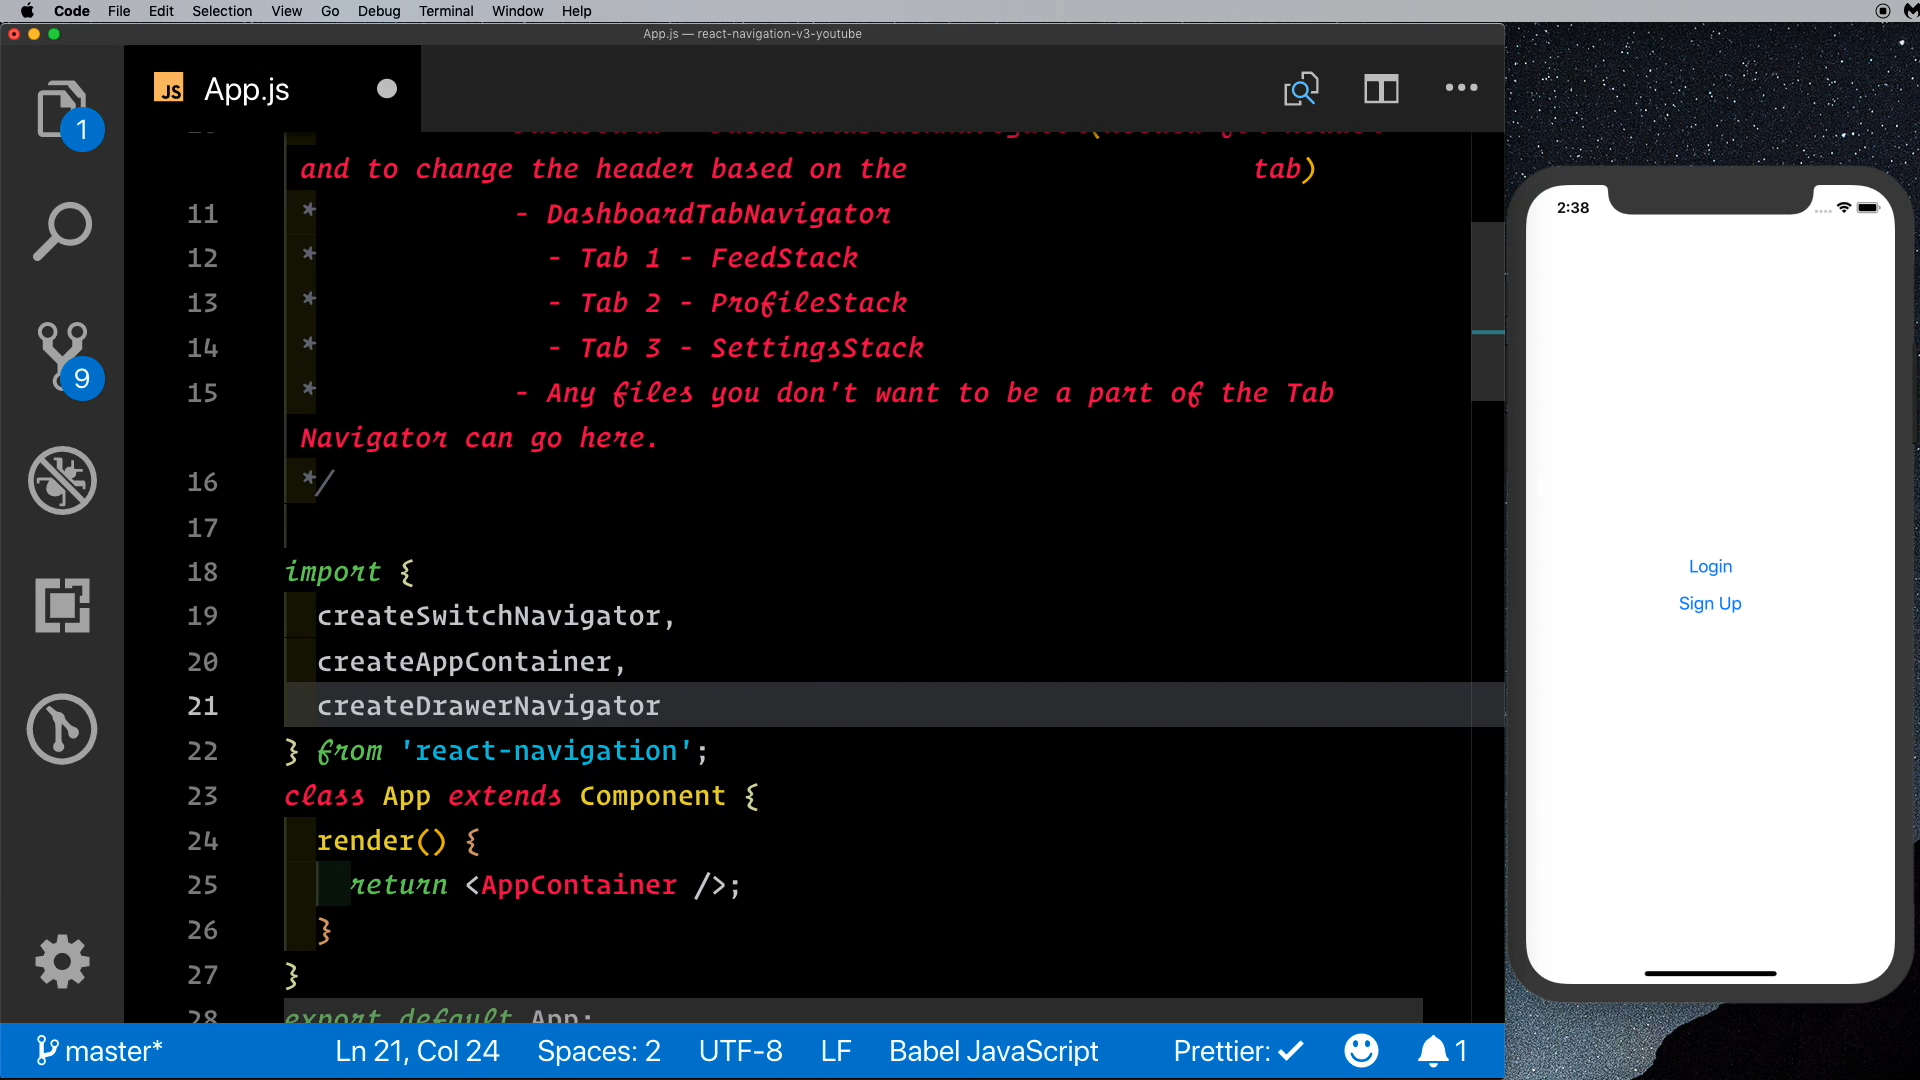 Code File Edit Selection View Go Debug Terminal Window Help
App.js — react-navigation-v3-youtube
JS App.js
1
and to change the header based on the tab)
11 * - DashboardTabNavigator
12 * - Tab 1 - FeedStack
13 * - Tab 2 - ProfileStack
14 * - Tab 3 - SettingsStack
15 * - Any files you don't want to be a part of the Tab
Navigator can go here.
16 */
17
18 import {
19 createSwitchNavigator,
20 createAppContainer,
21 createDrawerNavigator
22 } from 'react-navigation';
23 class App extends Component {
24 render() {
25 return <AppContainer />;
26 }
27 }
28 export default App;
9
master*
Ln 21, Col 24
Spaces: 2
UTF-8
LF
Babel JavaScript
Prettier: ✓
1
2:38
Login
Sign Up